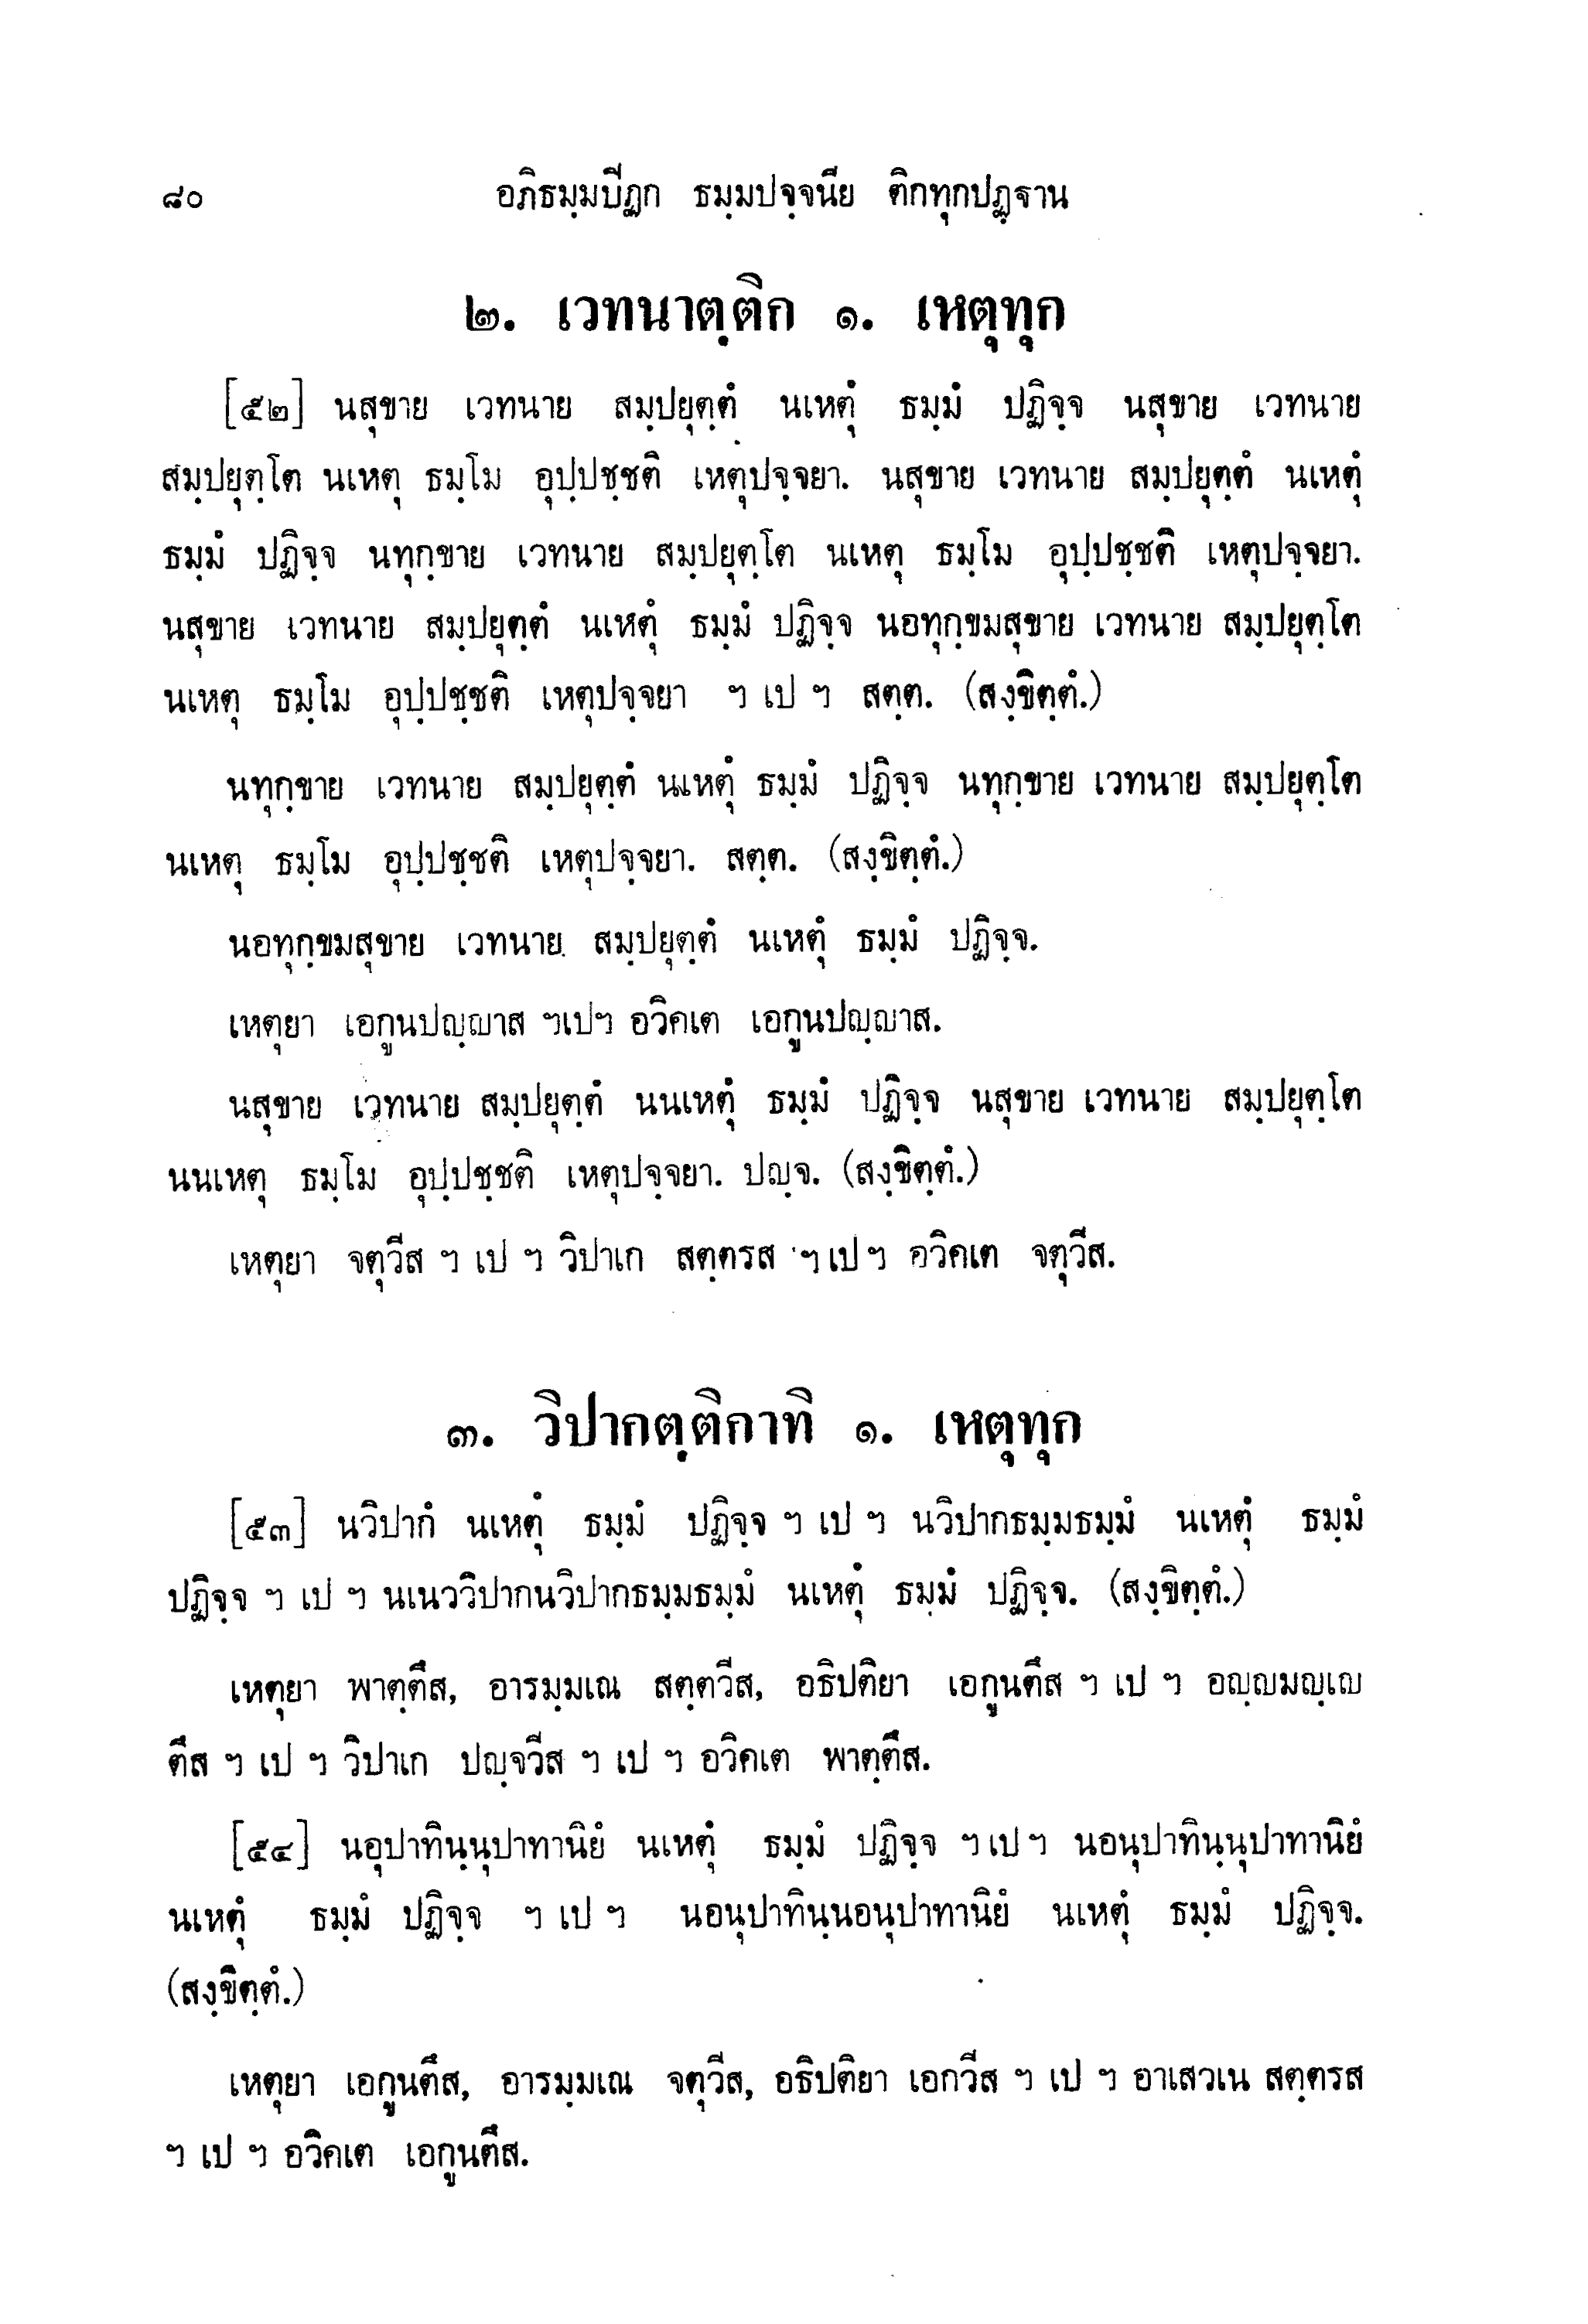 ๘๐ อภิธมฺมปีฏก ธมฺมปจฺจนีย ติกทุกปฏฺฐาน
๒. เวทนาตฺติก ๑. เหตุทุก
[๕๒] นสุขาย เวทนาย สมฺปยุตฺตํ นเหตุํ ธมฺมํ ปฏิจฺจ นสุขาย เวทนาย
สมฺปยุตฺโต นเหตุ ธมฺโม อุปฺปชฺชติ เหตุปจฺจยา. นสุขาย เวทนาย สมฺปยุตฺตํ นเหตุํ
ธมฺมํ ปฏิจฺจ นทุกฺขาย เวทนาย สมฺปยุตฺโต นเหตุ ธมฺโม อุปฺปชฺชติ เหตุปจฺจยา.
นสุขาย เวทนาย สมฺปยุตฺตํ นเหตุํ ธมฺมํ ปฏิจฺจ นอทุกฺขมสุขาย เวทนาย สมฺปยุตฺโต
นเหตุ ธมฺโม อุปฺปชฺชติ เหตุปจฺจยา ฯ เป ฯ สตฺต. (สงฺขิตฺตํ.)
นทุกฺขาย เวทนาย สมฺปยุตฺตํ นเหตุํ ธมฺมํ ปฏิจฺจ นทุกฺขาย เวทนาย สมฺปยุตฺโต
นเหตุ ธมฺโม อุปฺปชฺชติ เหตุปจฺจยา. สตฺต. (สงฺขิตฺตํ.)
นอทุกฺขมสุขาย เวทนาย สมฺปยุตฺตํ นเหตุํ ธมฺมํ ปฏิจฺจ.
เหตุยา เอกูนปญฺญาส ฯเปฯ อวิคเต เอกูนปญฺญาส.
นสุขาย เวทนาย สมฺปยุตฺตํ นนเหตุํ ธมฺมํ ปฏิจฺจ นสุขาย เวทนาย สมฺปยุตฺโต
นนเหตุ ธมฺโม อุปฺปชฺชติ เหตุปจฺจยา. ปญฺจ. (สงฺขิตฺตํ.)
เหตุยา จตุวีส ฯ เป ฯ วิปาเก สตฺตรส ฯ เป ฯ อวิคเต จตุวีส.
๓. วิปากตฺติกาทิ ๑. เหตุทุก
[๕๓] นวิปากํ นเหตุํ ธมฺมํ ปฏิจฺจ ฯ เป ฯ นวิปากธมฺมธมฺมํ นเหตุํ ธมฺมํ
ปฏิจฺจ ฯ เป ฯ นเนววิปากนวิปากธมฺมธมฺมํ นเหตุํ ธมฺมํ ปฏิจฺจ. (สงฺขิตฺตํ.)
เหตุยา พาตฺตึส, อารมฺมเณ สตฺตวีส, อธิปติยา เอกูนตึส ฯ เป ฯ อญฺญมญฺเญ
ตึส ฯ เป ฯ วิปาเก ปญฺจวีส ฯ เป ฯ อวิคเต พาตฺตึส.
[๕๔] นอุปาทินฺนุปาทานิยํ นเหตุํ ธมฺมํ ปฏิจฺจ ฯ เป ฯ นอนุปาทินฺนุปาทานิยํ
นเหตุํ ธมฺมํ ปฏิจฺจ ฯ เป ฯ นอนุปาทินฺนอนุปาทานิยํ นเหตุํ ธมฺมํ ปฏิจฺจ.
(สงฺขิตฺตํ.)
เหตุยา เอกูนตึส, อารมฺมเณ จตุวีส, อธิปติยา เอกวีส ฯ เป ฯ อาเสวเน สตฺตรส
ฯ เป ฯ อวิคเต เอกูนตึส.